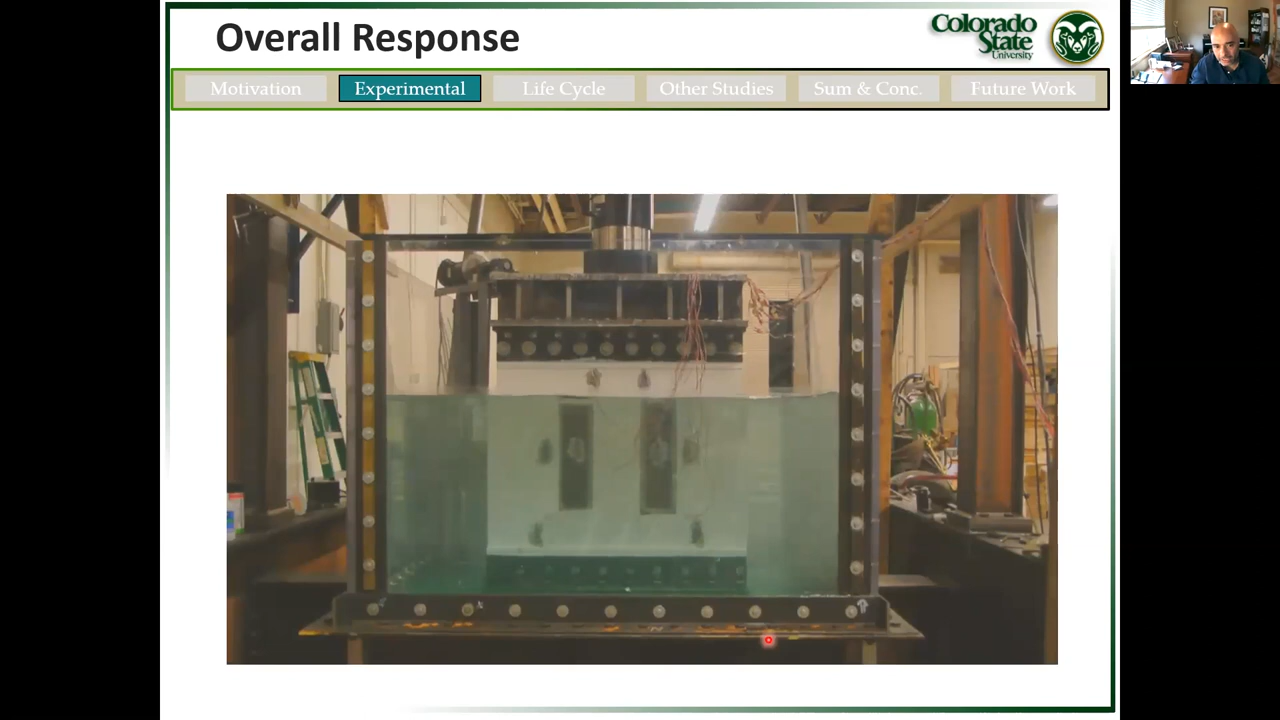 Overall Response
Colorado
State
University
Motivation
Experimental
Life Cycle
Other Studies
Sum & Conc.
Future Work